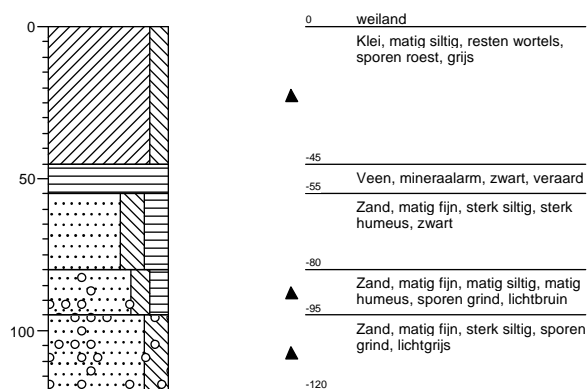 0
50
100
0 weiland
Klei, matig siltig, resten wortels,
sporen roest, grijs
-45
Veen, mineraalarm, zwart, veraard
-55
Zand, matig fijn, sterk siltig, sterk
humeus, zwart
-80
Zand, matig fijn, matig siltig, matig
humeus, sporen grind, lichtbruin
-95
Zand, matig fijn, sterk siltig, sporen
grind, lichtgrijs
-120